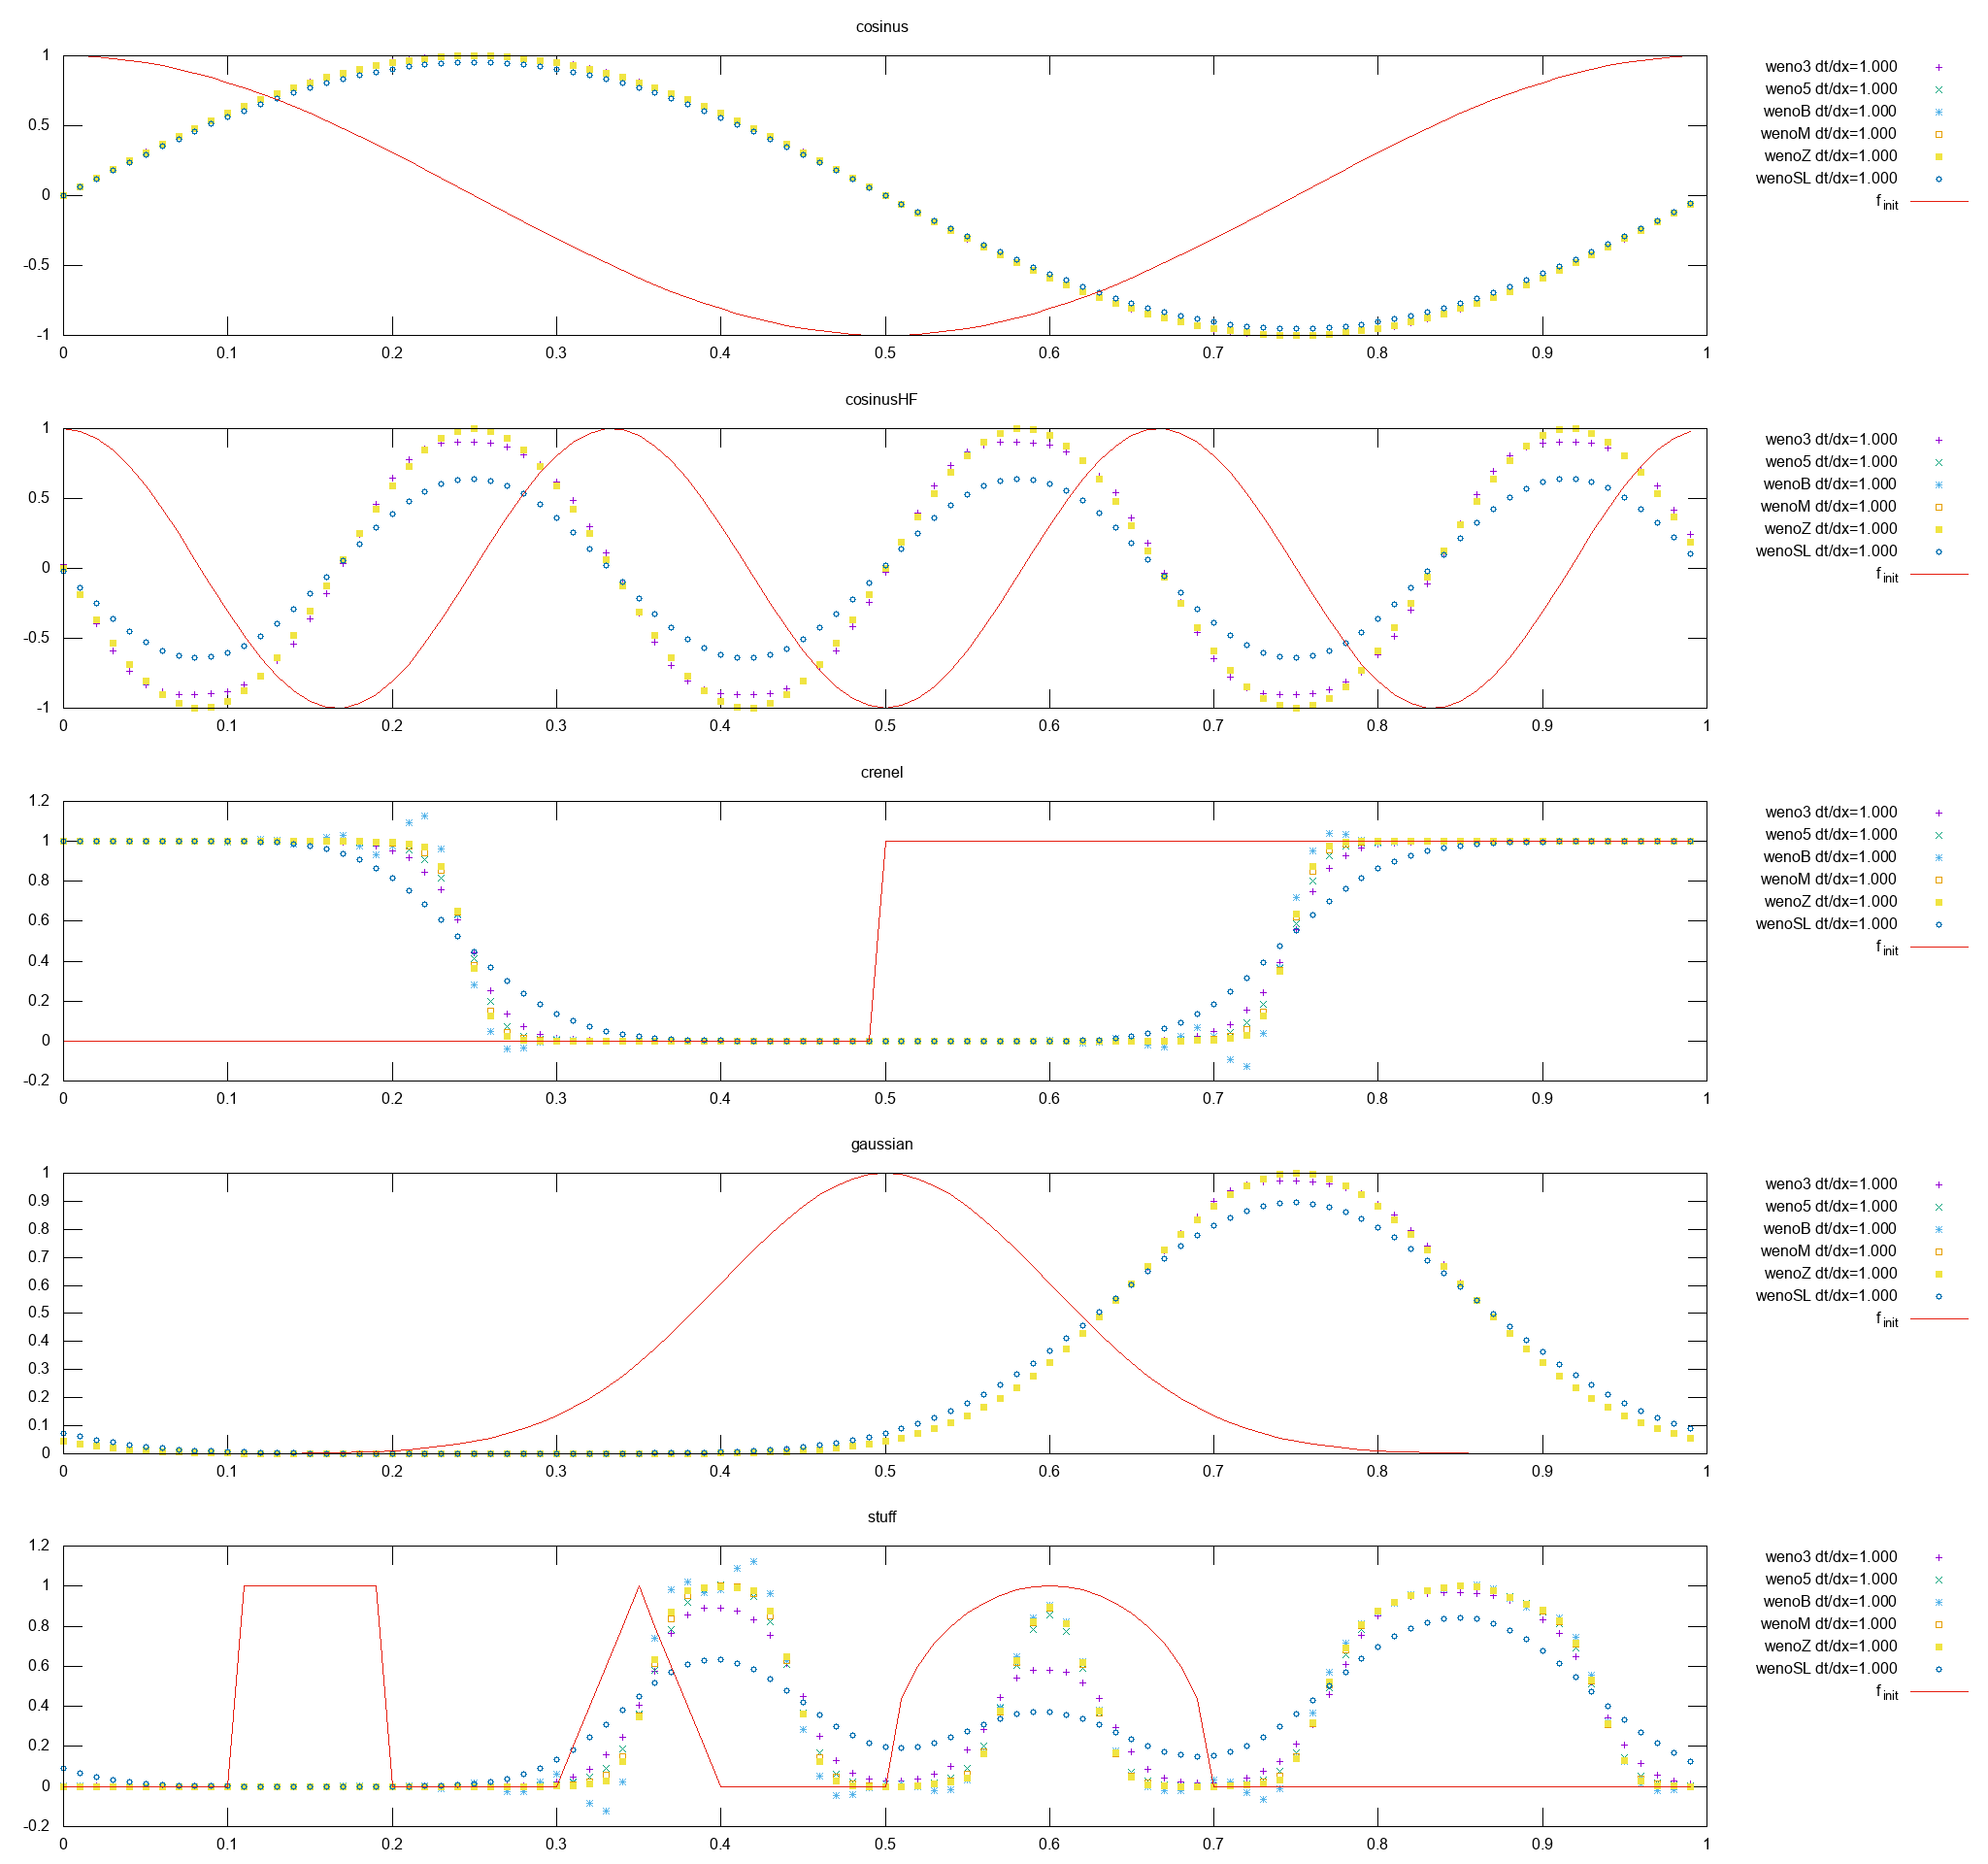 cosinus
1
0.5
0
-0.5
-1
0 0.1 0.2 0.3 0.4 0.5 0.6 0.7 0.8 0.9 1
weno3 dt/dx=1.000
weno5 dt/dx=1.000
wenoB dt/dx=1.000
wenoM dt/dx=1.000
wenoZ dt/dx=1.000
wenoSL dt/dx=1.000
f init
cosinusHF
1
0.5
0
-0.5
-1
0 0.1 0.2 0.3 0.4 0.5 0.6 0.7 0.8 0.9 1
weno3 dt/dx=1.000
weno5 dt/dx=1.000
wenoB dt/dx=1.000
wenoM dt/dx=1.000
wenoZ dt/dx=1.000
wenoSL dt/dx=1.000
f init
crenel
1.2
1
0.8
0.6
0.4
0.2
0
-0.2
0 0.1 0.2 0.3 0.4 0.5 0.6 0.7 0.8 0.9 1
weno3 dt/dx=1.000
weno5 dt/dx=1.000
wenoB dt/dx=1.000
wenoM dt/dx=1.000
wenoZ dt/dx=1.000
wenoSL dt/dx=1.000
f init
gaussian
1
0.9
0.8
0.7
0.6
0.5
0.4
0.3
0.2
0.1
0
0 0.1 0.2 0.3 0.4 0.5 0.6 0.7 0.8 0.9 1
weno3 dt/dx=1.000
weno5 dt/dx=1.000
wenoB dt/dx=1.000
wenoM dt/dx=1.000
wenoZ dt/dx=1.000
wenoSL dt/dx=1.000
f init
stuff
1.2
1
0.8
0.6
0.4
0.2
0
-0.2
0 0.1 0.2 0.3 0.4 0.5 0.6 0.7 0.8 0.9 1
weno3 dt/dx=1.000
weno5 dt/dx=1.000
wenoB dt/dx=1.000
wenoM dt/dx=1.000
wenoZ dt/dx=1.000
wenoSL dt/dx=1.000
f init